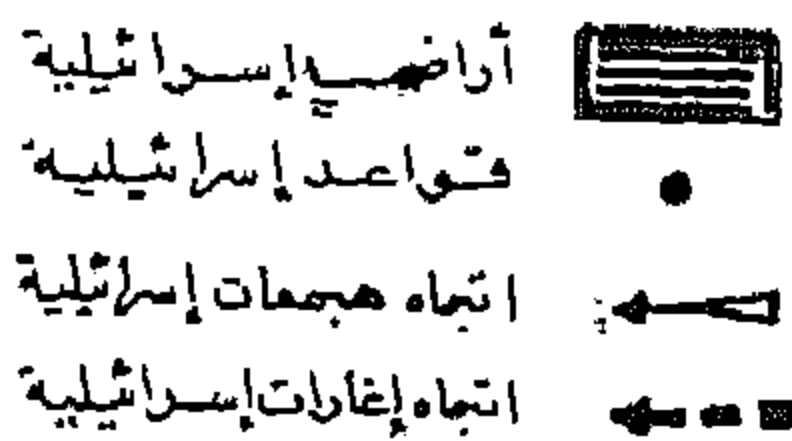 أراضي إسرائيلية
قواعد إسرائيلية
اتجاه هجمات إسرائيلية
اتجاه إغارات إسرائيلية